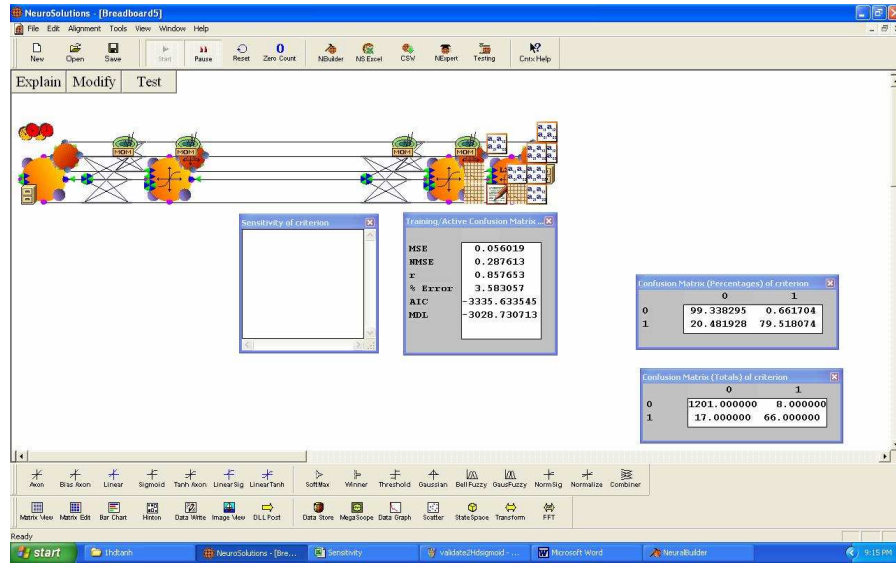 NeuroSolutions - [Breadboard5]
File Edit Alignment Tools View Window Help
New Open Save Start Pause Reset Zero Count NBuilder NS Excel CSW NExpert Testing Cntx Help
Explain Modify Test
MOM MOM MOM MOM
Sensitivity of criterion
Training/Active Confusion Matrix ...
MSE 0.056019
NMSE 0.287613
r 0.857653
% Error 3.583057
AIC -3335.633545
MDL -3028.730713
Confusion Matrix (Percentages) of criterion
0 1
0 99.338295 0.661704
1 20.481928 79.518074
Confusion Matrix (Totals) of criterion
0 1
0 1201.000000 8.000000
1 17.000000 66.000000
Axon Bias Axon Linear Sigmoid Tanh Axon LinearSig LinearTanh SoftMax Winner Threshold Gaussian BellFuzzy GausFuzzy NormSig Normalize Combiner
Matrix View Matrix Edit Bar Chart Hinton Data Write Image View DLL Post Data Store MegaScope Data Graph Scatter StateSpace Transform FFT
Ready
start 1hdtanh NeuroSolutions - [Bre... Sensitivity validate2Hdsigmoid - ... Microsoft Word NeuralBuilder 9:15 PM